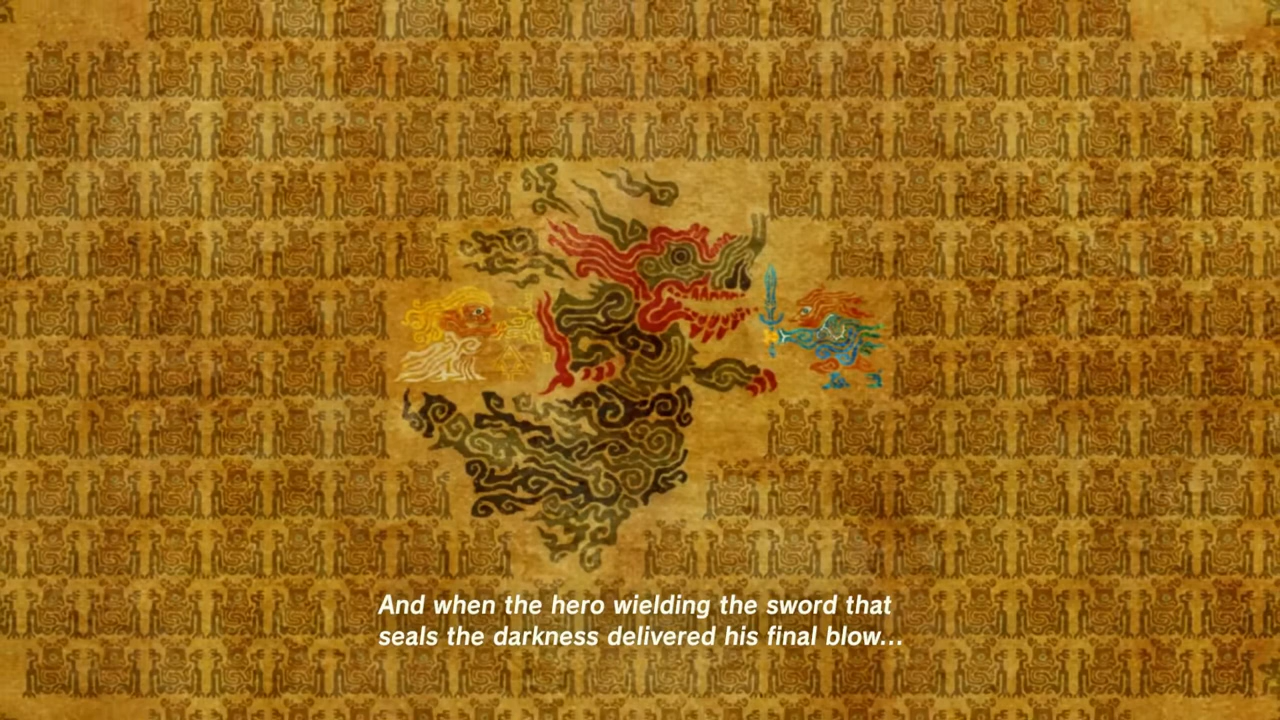 And when the hero wielding the sword that
seals the darkness delivered his final blow...